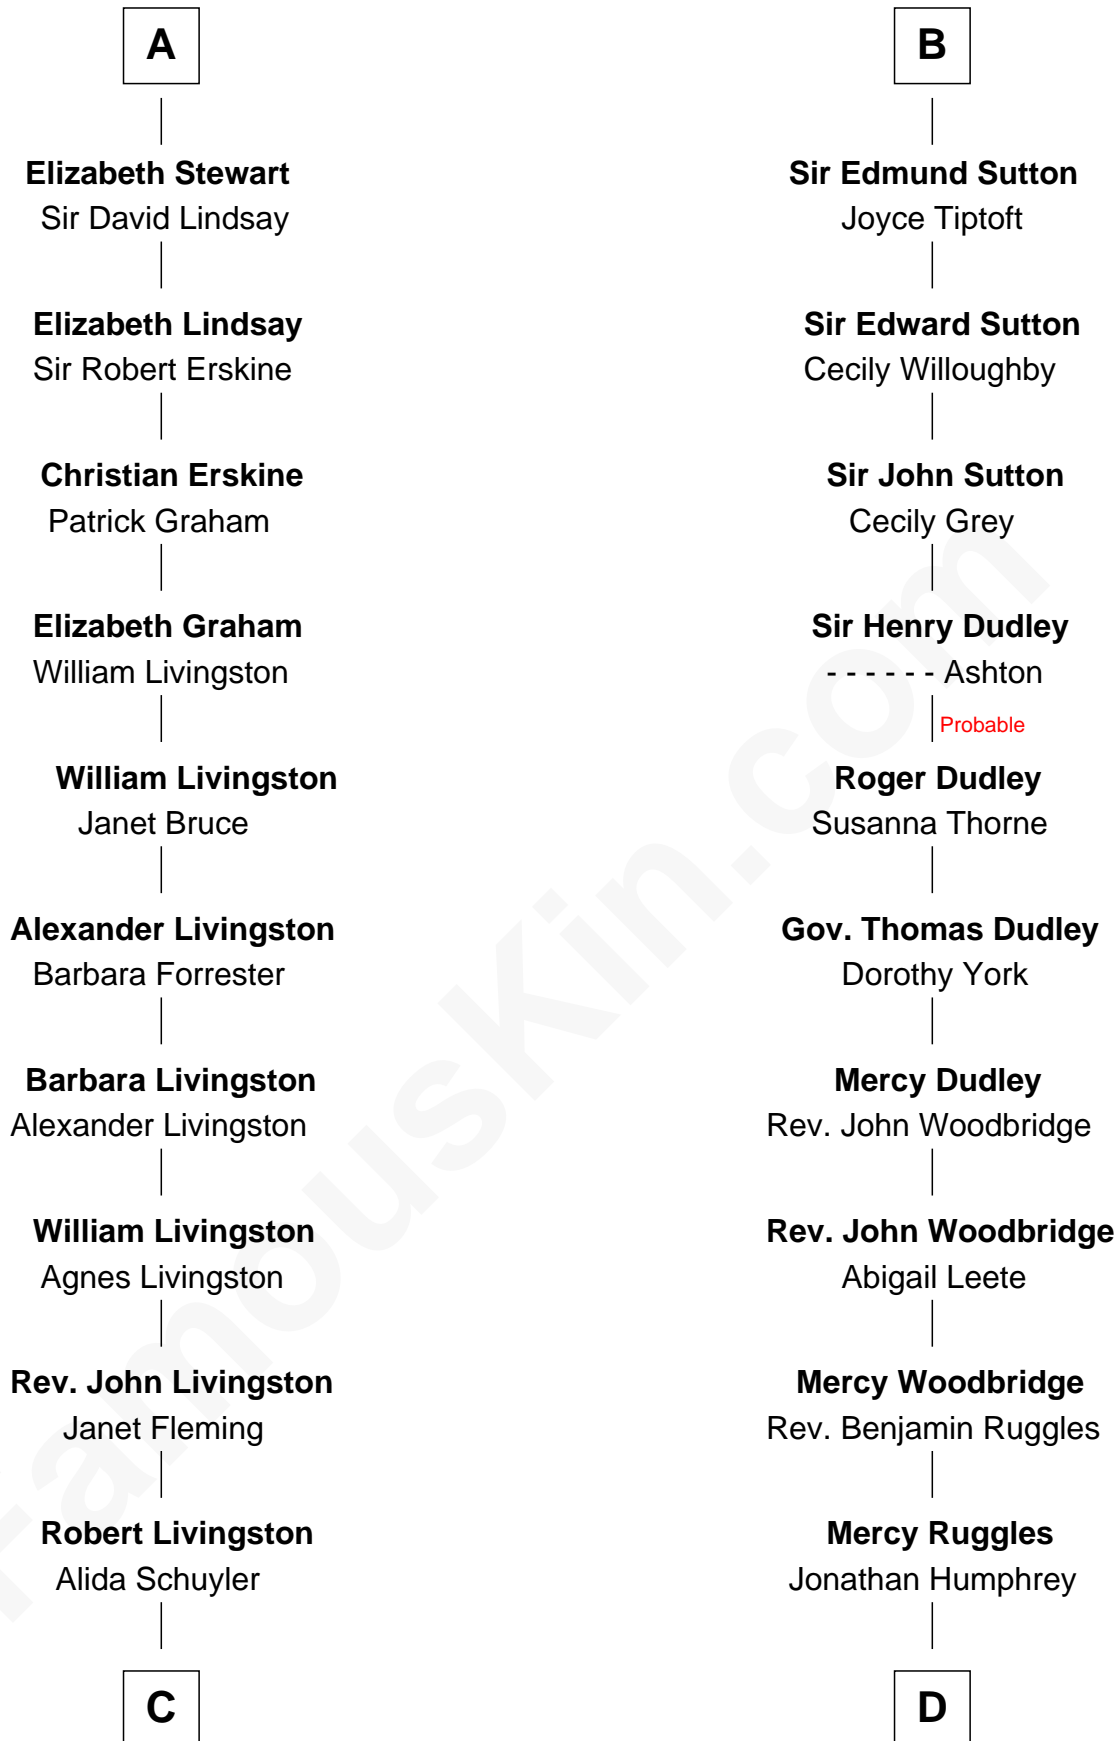 A
Elizabeth Stewart
Sir David Lindsay
Elizabeth Lindsay
Sir Robert Erskine
Christian Erskine
Patrick Graham
Elizabeth Graham
William Livingston
William Livingston
Janet Bruce
Alexander Livingston
Barbara Forrester
Barbara Livingston
Alexander Livingston
William Livingston
Agnes Livingston
Rev. John Livingston
Janet Fleming
Robert Livingston
Alida Schuyler
C
B
Sir Edmund Sutton
Joyce Tiptoft
Sir Edward Sutton
Cecily Willoughby
Sir John Sutton
Cecily Grey
Sir Henry Dudley
- - - - - - Ashton
Probable
Roger Dudley
Susanna Thorne
Gov. Thomas Dudley
Dorothy York
Mercy Dudley
Rev. John Woodbridge
Rev. John Woodbridge
Abigail Leete
Mercy Woodbridge
Rev. Benjamin Ruggles
Mercy Ruggles
Jonathan Humphrey
D
FamousKin.com